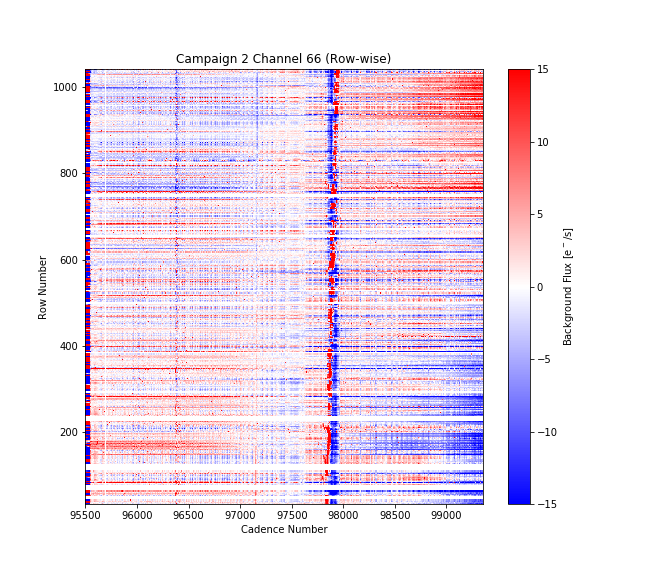 Campaign 2 Channel 66 (Row-wise)
1000
800
600
400
200
Row Number
95500 96000 96500 97000 97500 98000 98500 99000
Cadence Number
15
10
5
0
−5
−10
−15
Background Flux [e⁻/s]